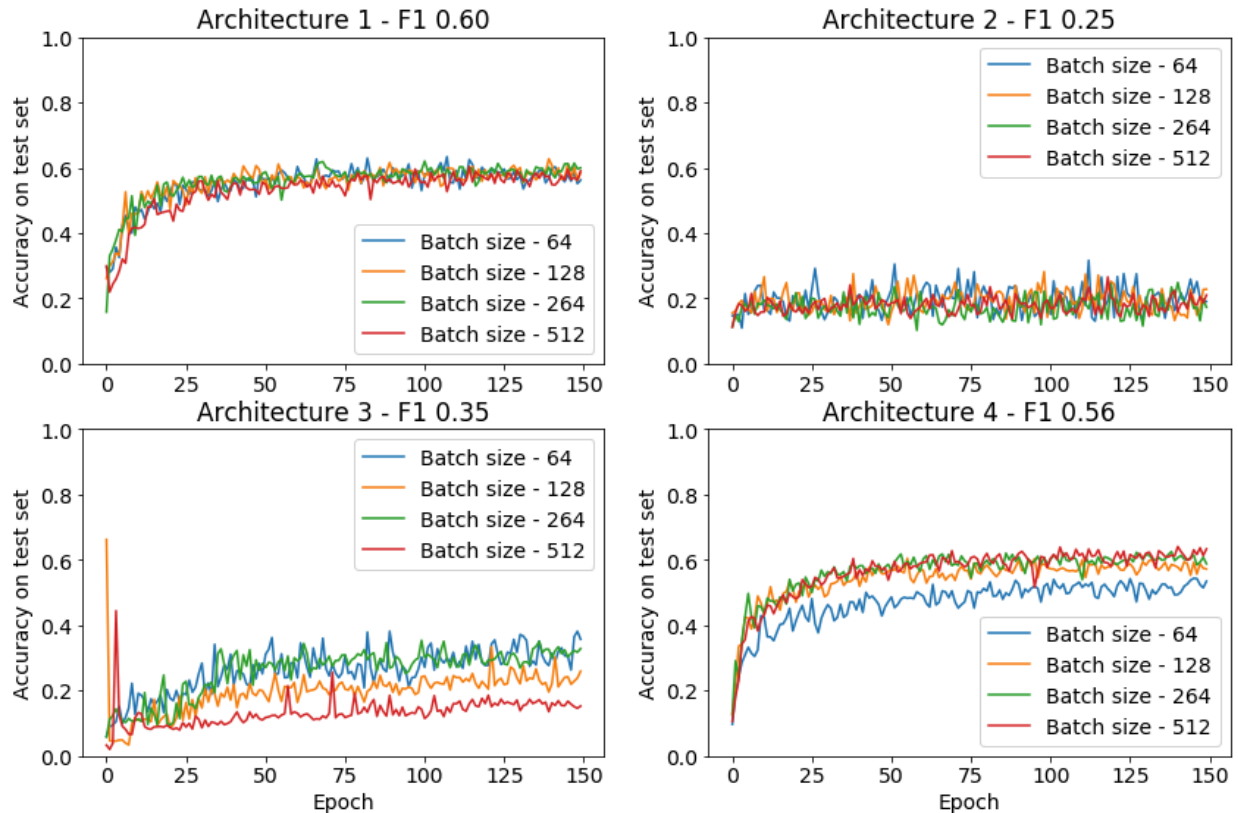 Architecture 1 - F1 0.60
Accuracy on test set
1.0
0.8
0.6
0.4
0.2
0.0
Batch size - 64
Batch size - 128
Batch size - 264
Batch size - 512
0 25 50 75 100 125 150
Architecture 2 - F1 0.25
Accuracy on test set
1.0
0.8
0.6
0.4
0.2
0.0
Batch size - 64
Batch size - 128
Batch size - 264
Batch size - 512
0 25 50 75 100 125 150
Architecture 3 - F1 0.35
Accuracy on test set
1.0
0.8
0.6
0.4
0.2
0.0
Batch size - 64
Batch size - 128
Batch size - 264
Batch size - 512
0 25 50 75 100 125 150
Epoch
Architecture 4 - F1 0.56
Accuracy on test set
1.0
0.8
0.6
0.4
0.2
0.0
Batch size - 64
Batch size - 128
Batch size - 264
Batch size - 512
0 25 50 75 100 125 150
Epoch